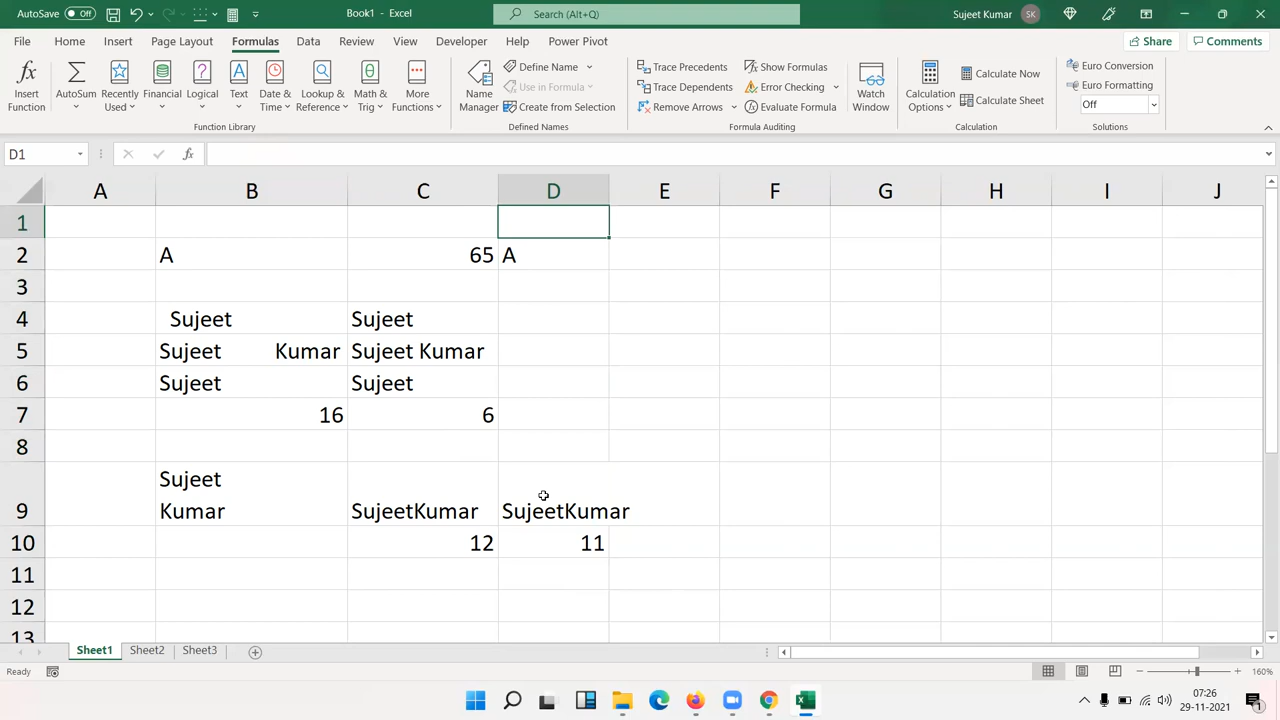 AutoSave Off Book1 - Excel Search (Alt+Q) Sujeet Kumar SK
File Home Insert Page Layout Formulas Data Review View Developer Help Power Pivot Share Comments
Insert Function
AutoSum
Recently Used
Financial
Logical
Text
Date & Time
Lookup & Reference
Math & Trig
More Functions
Function Library
Name Manager
Define Name
Use in Formula
Create from Selection
Defined Names
Trace Precedents
Trace Dependents
Remove Arrows
Show Formulas
Error Checking
Evaluate Formula
Formula Auditing
Watch Window
Calculation Options
Calculate Now
Calculate Sheet
Calculation
Euro Conversion
Euro Formatting
Off
Solutions
D1 fx
A B C D E F G H I J
1
2 A 65 A
3
4 Sujeet Sujeet
5 Sujeet Kumar Sujeet Kumar
6 Sujeet Sujeet
7 16 6
8
Sujeet
9 Kumar SujeetKumar SujeetKumar
10 12 11
11
12
13
Sheet1 Sheet2 Sheet3
Ready 160%
07:26
29-11-2021
1